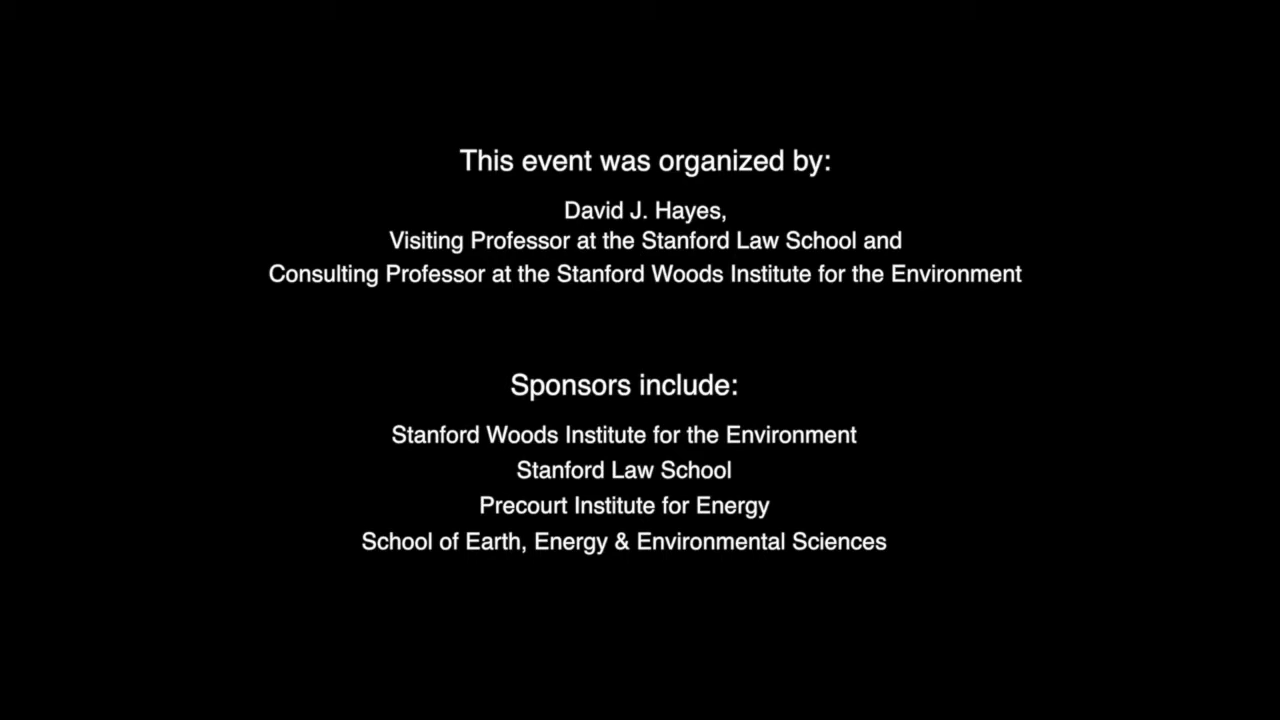 This event was organized by:
David J. Hayes,
Visiting Professor at the Stanford Law School and
Consulting Professor at the Stanford Woods Institute for the Environment
Sponsors include:
Stanford Woods Institute for the Environment
Stanford Law School
Precourt Institute for Energy
School of Earth, Energy & Environmental Sciences